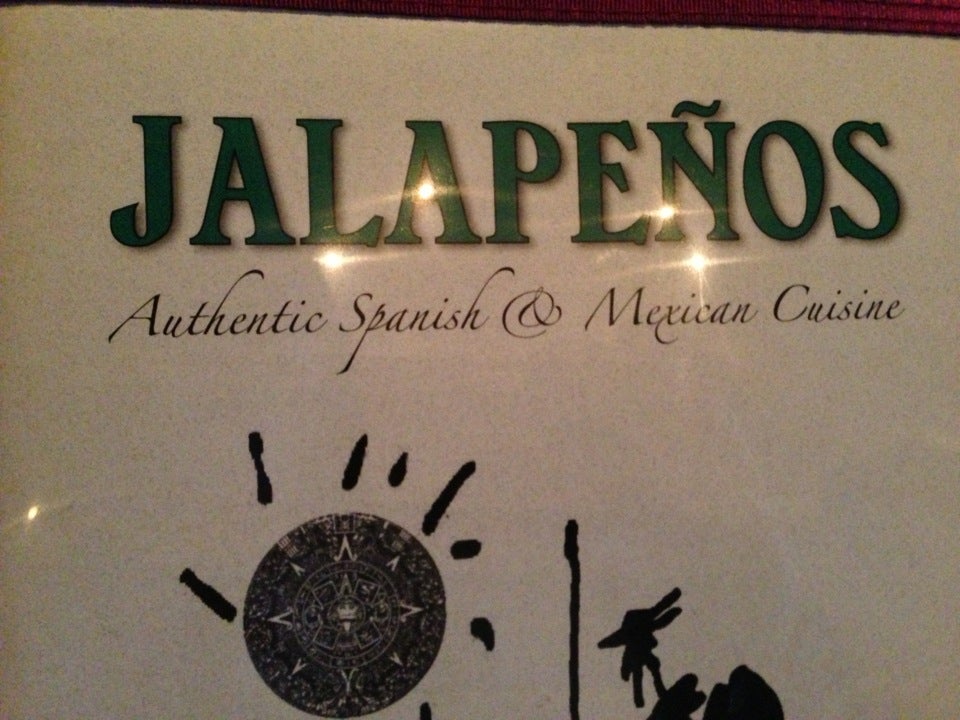 JALAPEÑOS
Authentic Spanish & Mexican Cuisine